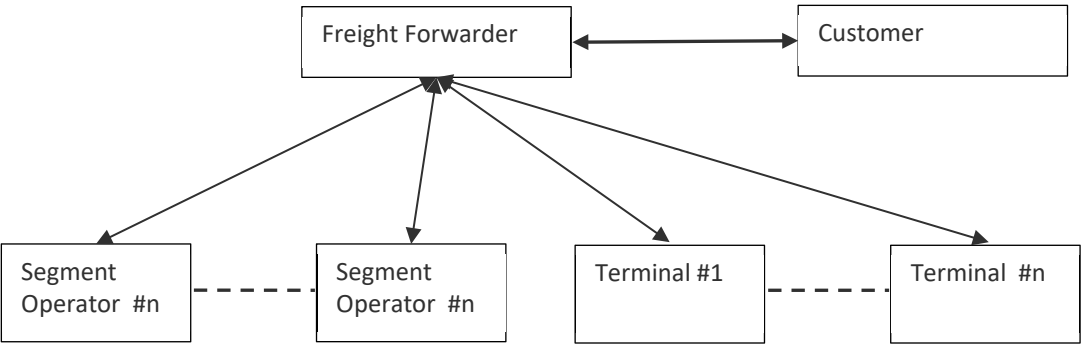 Freight Forwarder
Customer
Segment
Operator #n
Segment
Operator #n
Terminal #1
Terminal #n